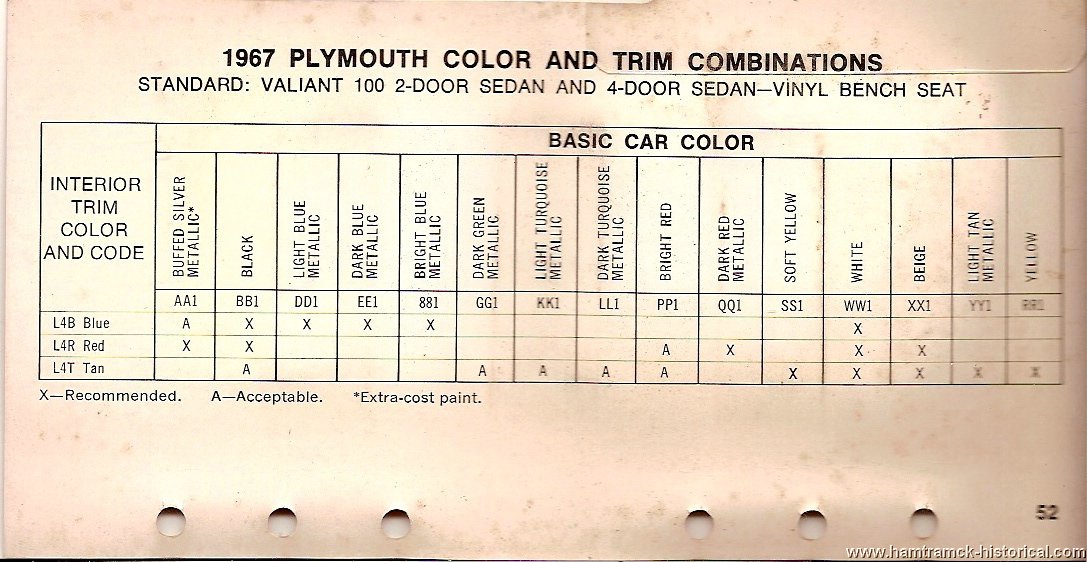 1967 PLYMOUTH COLOR AND TRIM COMBINATIONS
STANDARD: VALIANT 100 2-DOOR SEDAN AND 4-DOOR SEDAN—VINYL BENCH SEAT
BASIC CAR COLOR
INTERIOR
TRIM
COLOR
AND CODE
BUFFED SILVER
METALLIC*
BLACK
LIGHT BLUE
METALLIC
DARK BLUE
METALLIC
BRIGHT BLUE
METALLIC
DARK GREEN
METALLIC
LIGHT TURQUOISE
METALLIC
DARK TURQUOISE
METALLIC
BRIGHT RED
DARK RED
METALLIC
SOFT YELLOW
WHITE
BEIGE
LIGHT TAN
METALLIC
YELLOW
AA1 BB1 DD1 EE1 881 GG1 KK1 LL1 PP1 QQ1 SS1 WW1 XX1 YY1 RR1
L4B Blue A X X X X X
L4R Red X X A X X X
L4T Tan A A A A A X X X X X
X—Recommended. A—Acceptable. *Extra-cost paint.
52
www.hamtramck-historical.com